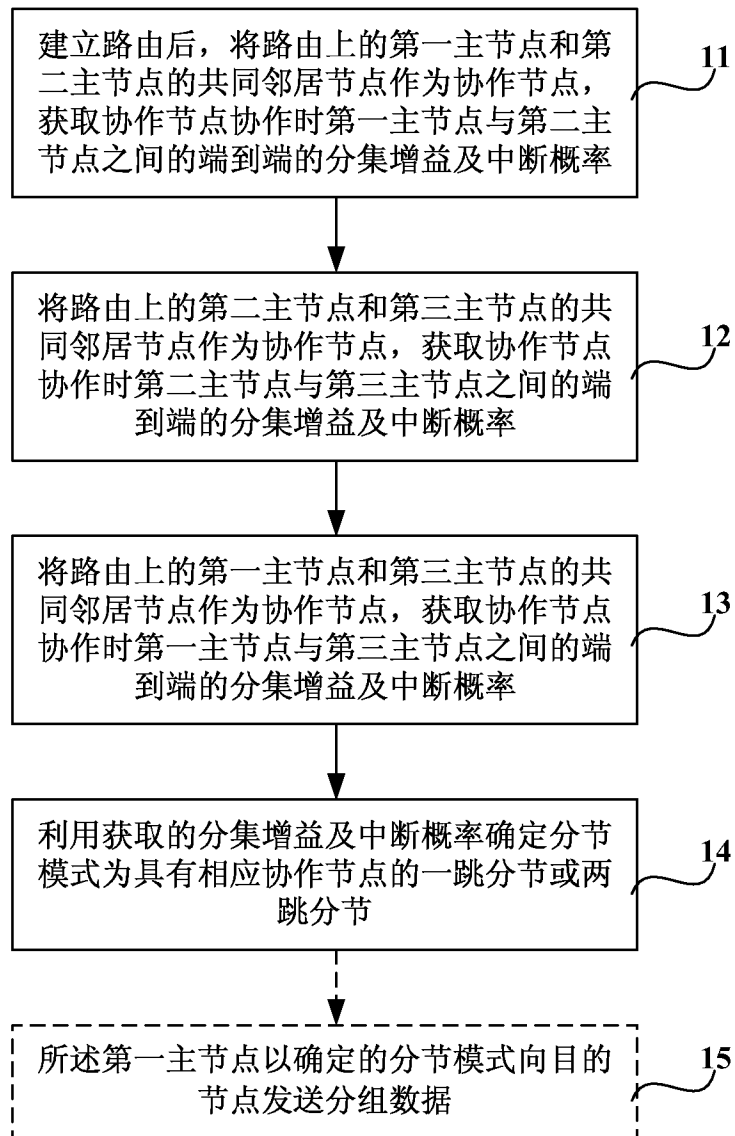 建立路由后，将路由上的第一主节点和第
二主节点的共同邻居节点作为协作节点，
获取协作节点协作时第一主节点与第二主
节点之间的端到端的分集增益及中断概率
11
将路由上的第二主节点和第三主节点的共
同邻居节点作为协作节点，获取协作节点
协作时第二主节点与第三主节点之间的端
到端的分集增益及中断概率
12
将路由上的第一主节点和第三主节点的共
同邻居节点作为协作节点，获取协作节点
协作时第一主节点与第三主节点之间的端
到端的分集增益及中断概率
13
利用获取的分集增益及中断概率确定分节
模式为具有相应协作节点的一跳分节或两
跳分节
14
所述第一主节点以确定的分节模式向目的
节点发送分组数据
15